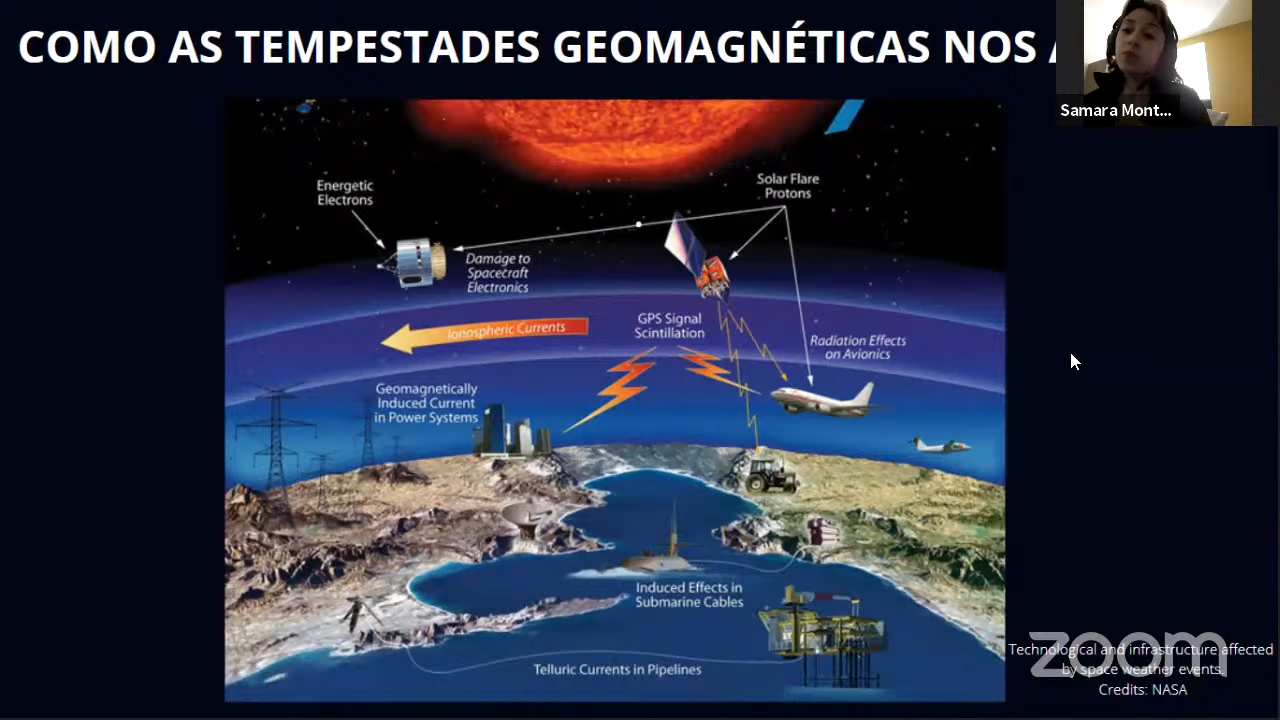 COMO AS TEMPESTADES GEOMAGNÉTICAS NOS
Samara Mont...
Energetic
Electrons
Solar Flare
Protons
Damage to
Spacecraft
Electronics
Ionospheric Currents
GPS Signal
Scintillation
Radiation Effects
on Avionics
Geomagnetically
Induced Current
in Power Systems
Induced Effects in
Submarine Cables
Telluric Currents in Pipelines
Technological and infrastructure affected
by space weather events.
Credits: NASA
zoom